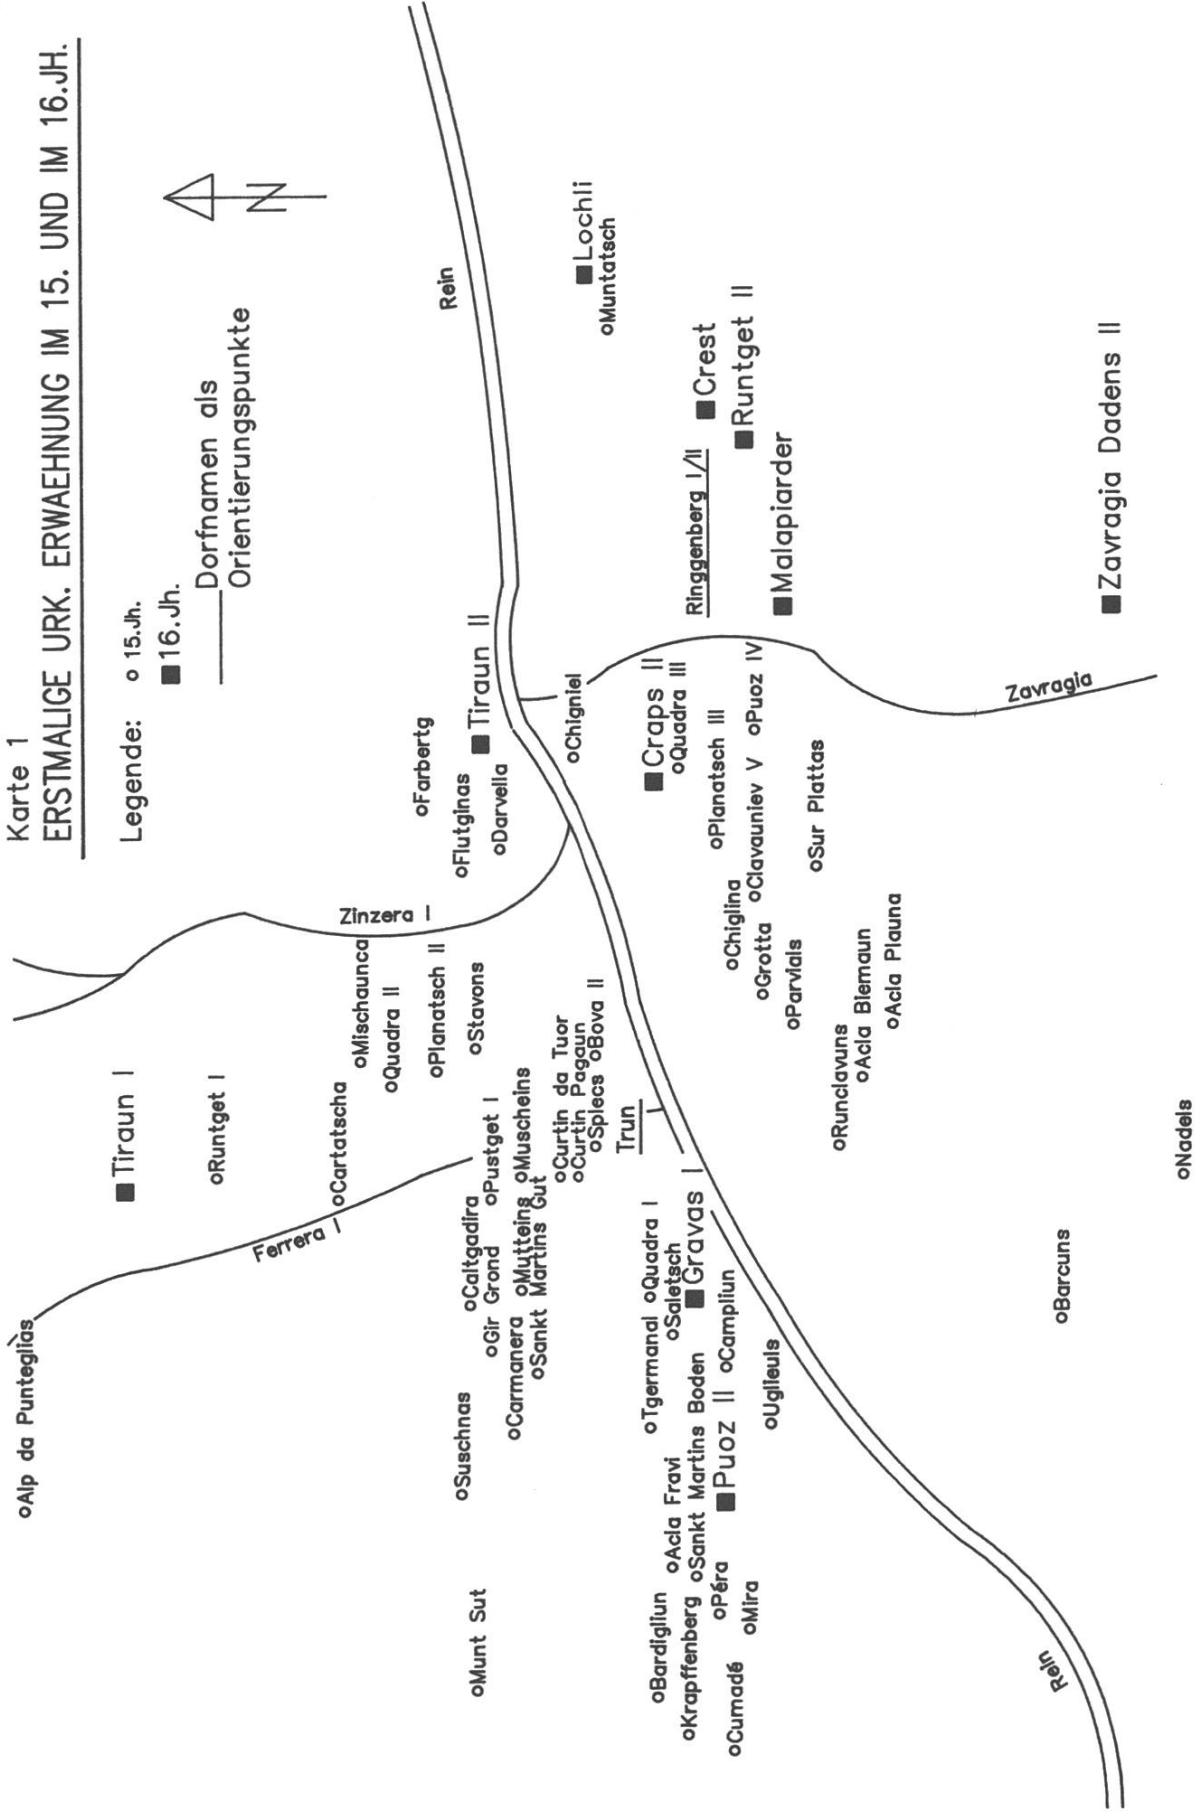 Karte 1
ERSTMALIGE URK. ERWAEHNUNG IM 15. UND IM 16.JH.
Legende: o 15.Jh.
■ 16.Jh.
Dorfnamen als
Orientierungspunkte
N
oAlp da Punteglias
■ Tiraun I
oRuntget I
Ferrera I
oCartatscha
Zinzera I
oMischaunca
oQuadra II
oPlanatsch II
oStavons
oFarbertg
oFlutginas
■ Tiraun II
oDarvella
Rein
oMunt Sut
oSuschnas
oCaltgadira
oPustget I
oGir Grond
oCarmanera
oMutteins
oMuscheins
oSankt Martins Gut
oCurtin da Tuor
oCurtin Pagaun
oSplecs
oBova II
Trun
oChigniel
■ Lochli
oMuntatsch
oBardigliun
oAcla Fravi
oTgermanal
oQuadra I
oSaletsch
oKrapffenberg
oSankt Martins Boden
■ Gravas I
oPéra
■ Puoz II
oCampliun
oCumadé
oMira
oUglieuls
■ Craps II
oQuadra III
Ringgenberg I/II
■ Crest
■ Runtget II
oPlanatsch III
oPuoz IV
oClavauniev V
oChiglina
oGrotta
oParvials
oSur Plattas
■ Malapiarder
oRunclavuns
oAcla Biemaun
oAcla Plauna
Zavragia
■ Zavragia Dadens II
oBarcuns
oNadels
Rein